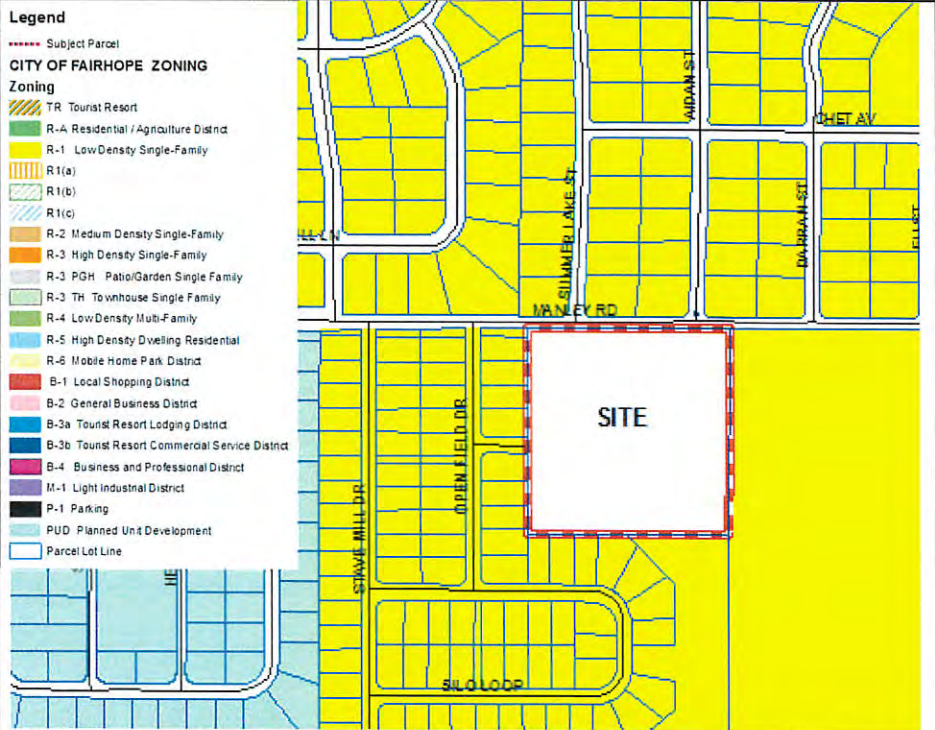 Legend
Subject Parcel
CITY OF FAIRHOPE ZONING
Zoning
TR Tourist Resort
R-A Residential / Agriculture District
R-1 Low Density Single-Family
R1(a)
R1(b)
R1(c)
R-2 Medium Density Single-Family
R-3 High Density Single-Family
R-3 PGH Patio/Garden Single Family
R-3 TH Townhouse Single Family
R-4 Low Density Multi-Family
R-5 High Density Dwelling Residential
R-6 Mobile Home Park District
B-1 Local Shopping District
B-2 General Business District
B-3a Tourist Resort Lodging District
B-3b Tourist Resort Commercial Service District
B-4 Business and Professional District
M-1 Light Industrial District
P-1 Parking
PUD Planned Unit Development
Parcel Lot Line
AIDAN ST
CHET AV
SUMMER LAKE ST
DARRAN ST
LN
MANLEY RD
SITE
OPEN FIELD DR
STAVE MILL DR
HE
SILO LOOP